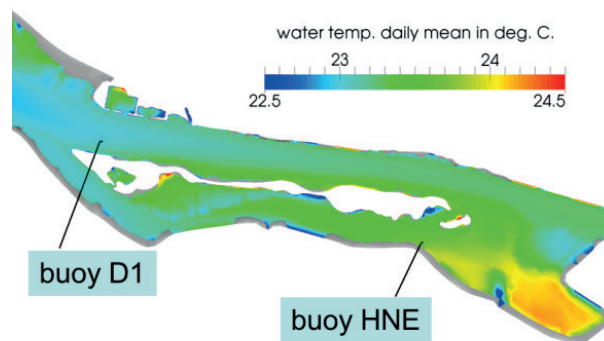 water temp. daily mean in deg. C.
23 24
22.5 24.5
buoy D1
buoy HNE